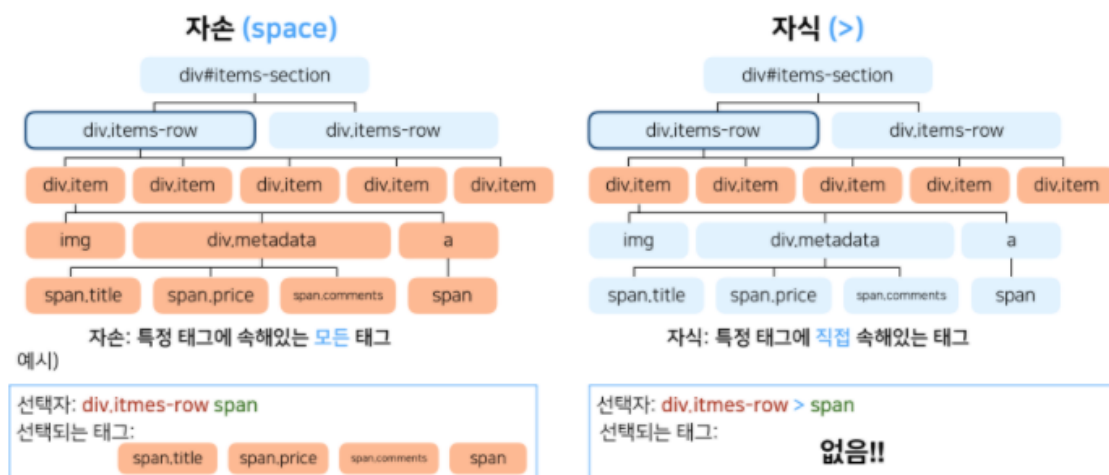 자손 (space)
div#items-section
div.items-row div.items-row
div.item div.item div.item div.item div.item
img div.metadata a
span.title span.price span.comments span
자손: 특정 태그에 속해있는 모든 태그
예시)
선택자: div.itmes-row span
선택되는 태그:
span.title span.price span.comments span
자식 (>)
div#items-section
div.items-row div.items-row
div.item div.item div.item div.item div.item
img div.metadata a
span.title span.price span.comments span
자식: 특정 태그에 직접 속해있는 태그
선택자: div.itmes-row > span
선택되는 태그:
없음!!